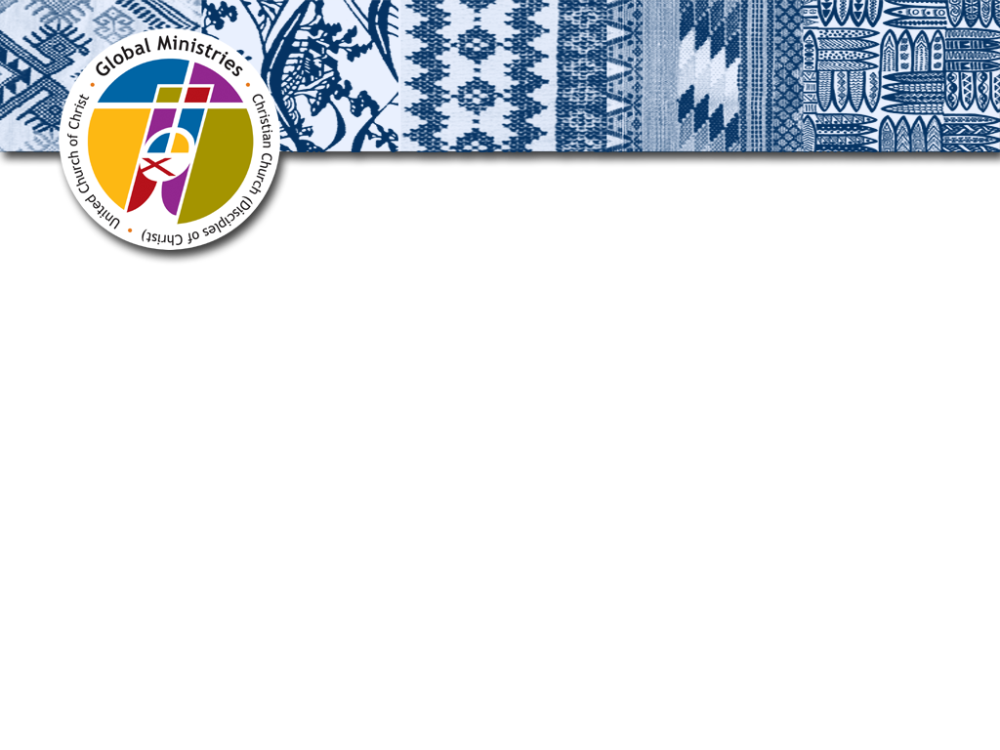 Global Ministries
United Church of Christ
Christian Church (Disciples of Christ)